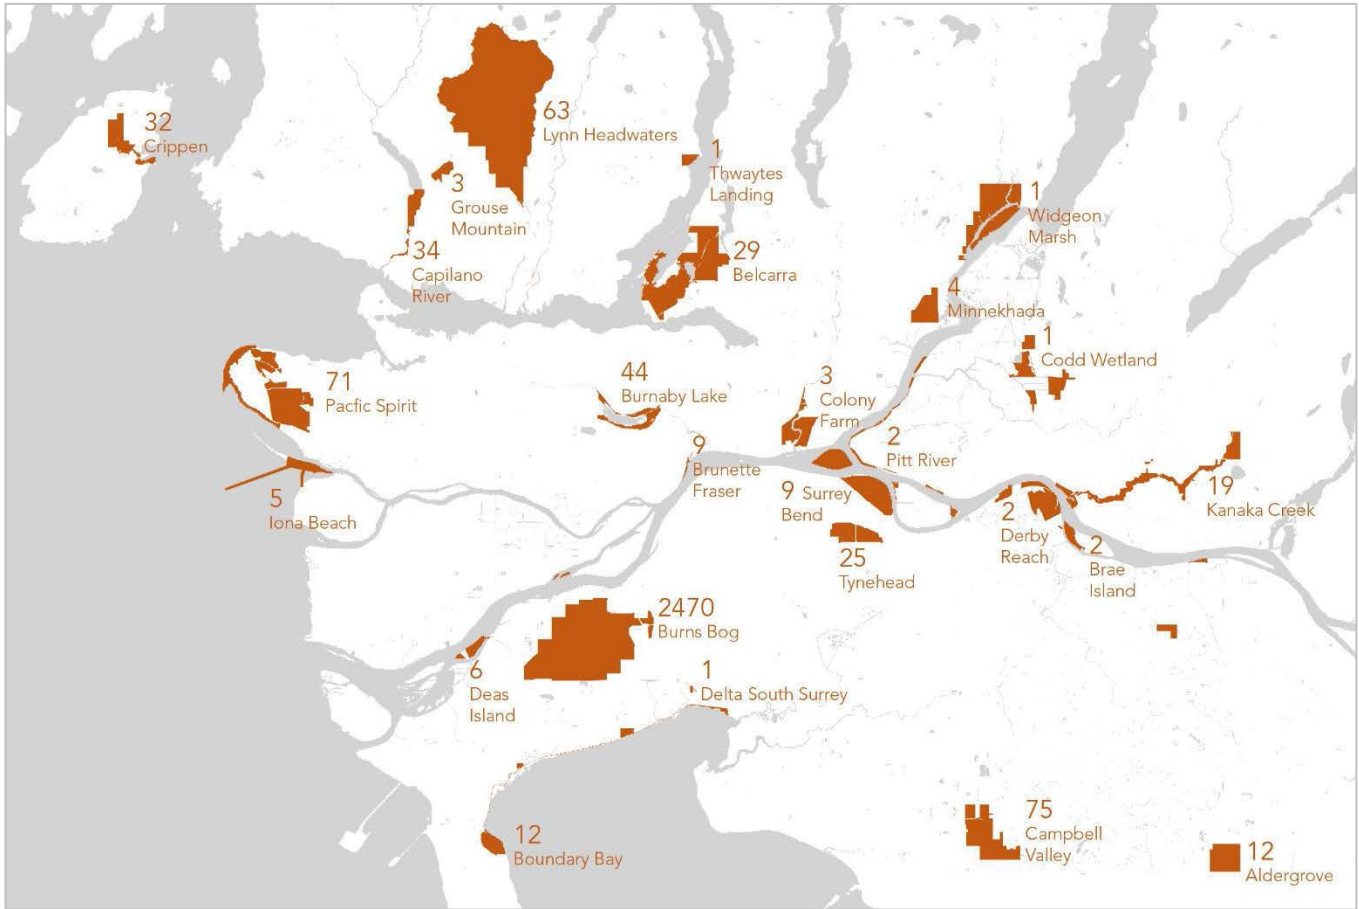 32
Crippen
63
Lynn Headwaters
3
Grouse
Mountain
34
Capilano
River
1
Thwaytes
Landing
29
Belcarra
1
Widgeon
Marsh
4
Minnekhada
1
Codd Wetland
71
Pacfic Spirit
44
Burnaby Lake
3
Colony
Farm
2
Pitt River
9
Brunette
Fraser
9 Surrey
Bend
5
Iona Beach
25
Tynehead
2
Derby
Reach
2
Brae
Island
19
Kanaka Creek
2470
Burns Bog
6
Deas
Island
1
Delta South Surrey
12
Boundary Bay
75
Campbell
Valley
12
Aldergrove